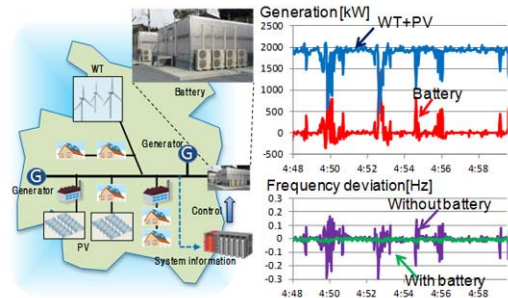 WT
Battery
Generator
G
G
Generator
Control
PV
System information
Generation[kW]
WT+PV
2500
2000
1500
1000
Battery
500
0
-500
4:48 4:50 4:52 4:54 4:56 4:58
Frequency deviation[Hz]
0.3
Without battery
0.2
0.1
0
-0.1
-0.2
With battery
-0.3
4:48 4:50 4:52 4:54 4:56 4:58